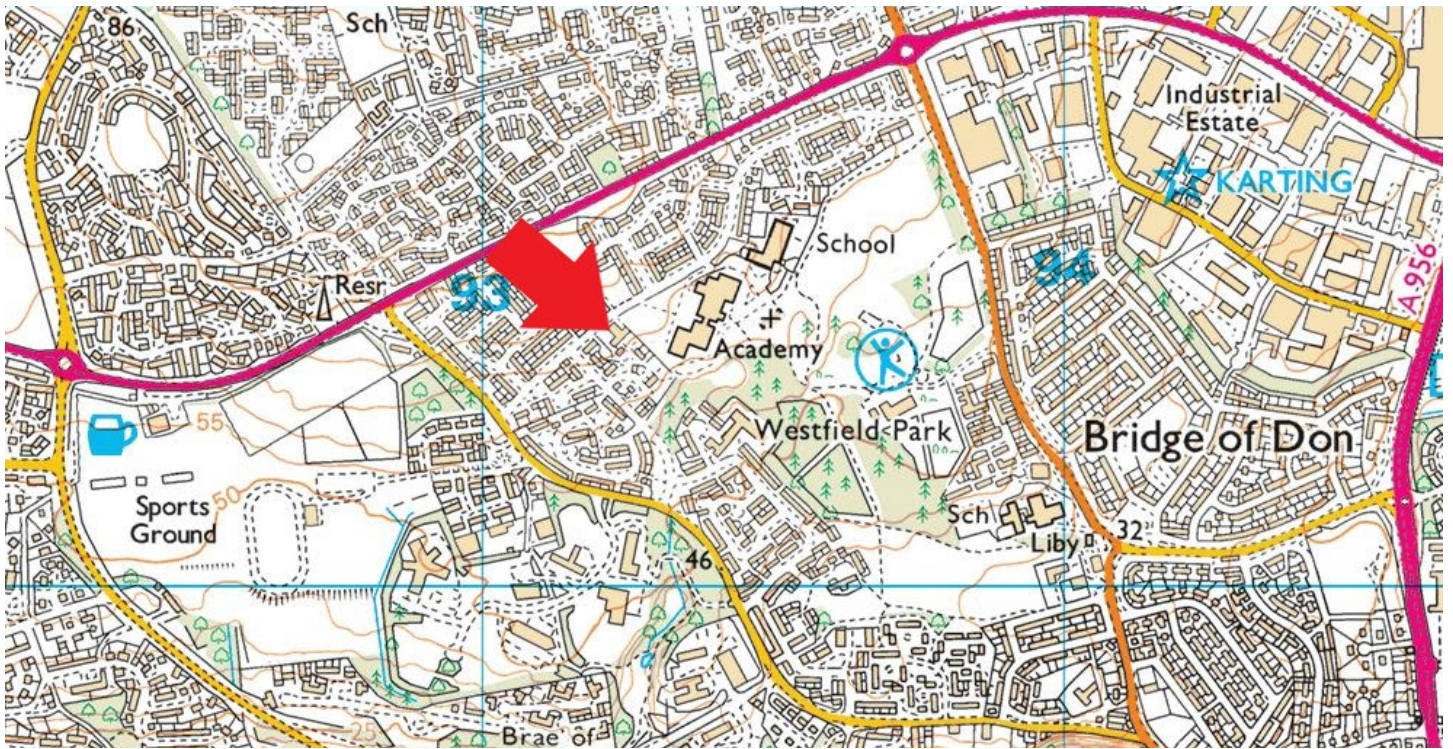 86
Sch
Industrial
Estate
KARTING
School
94
Resr
93
A 956
Academy
55
Westfield Park
Bridge of Don
50
Sports
Ground
Sch
32
Liby
46
25
Brae of